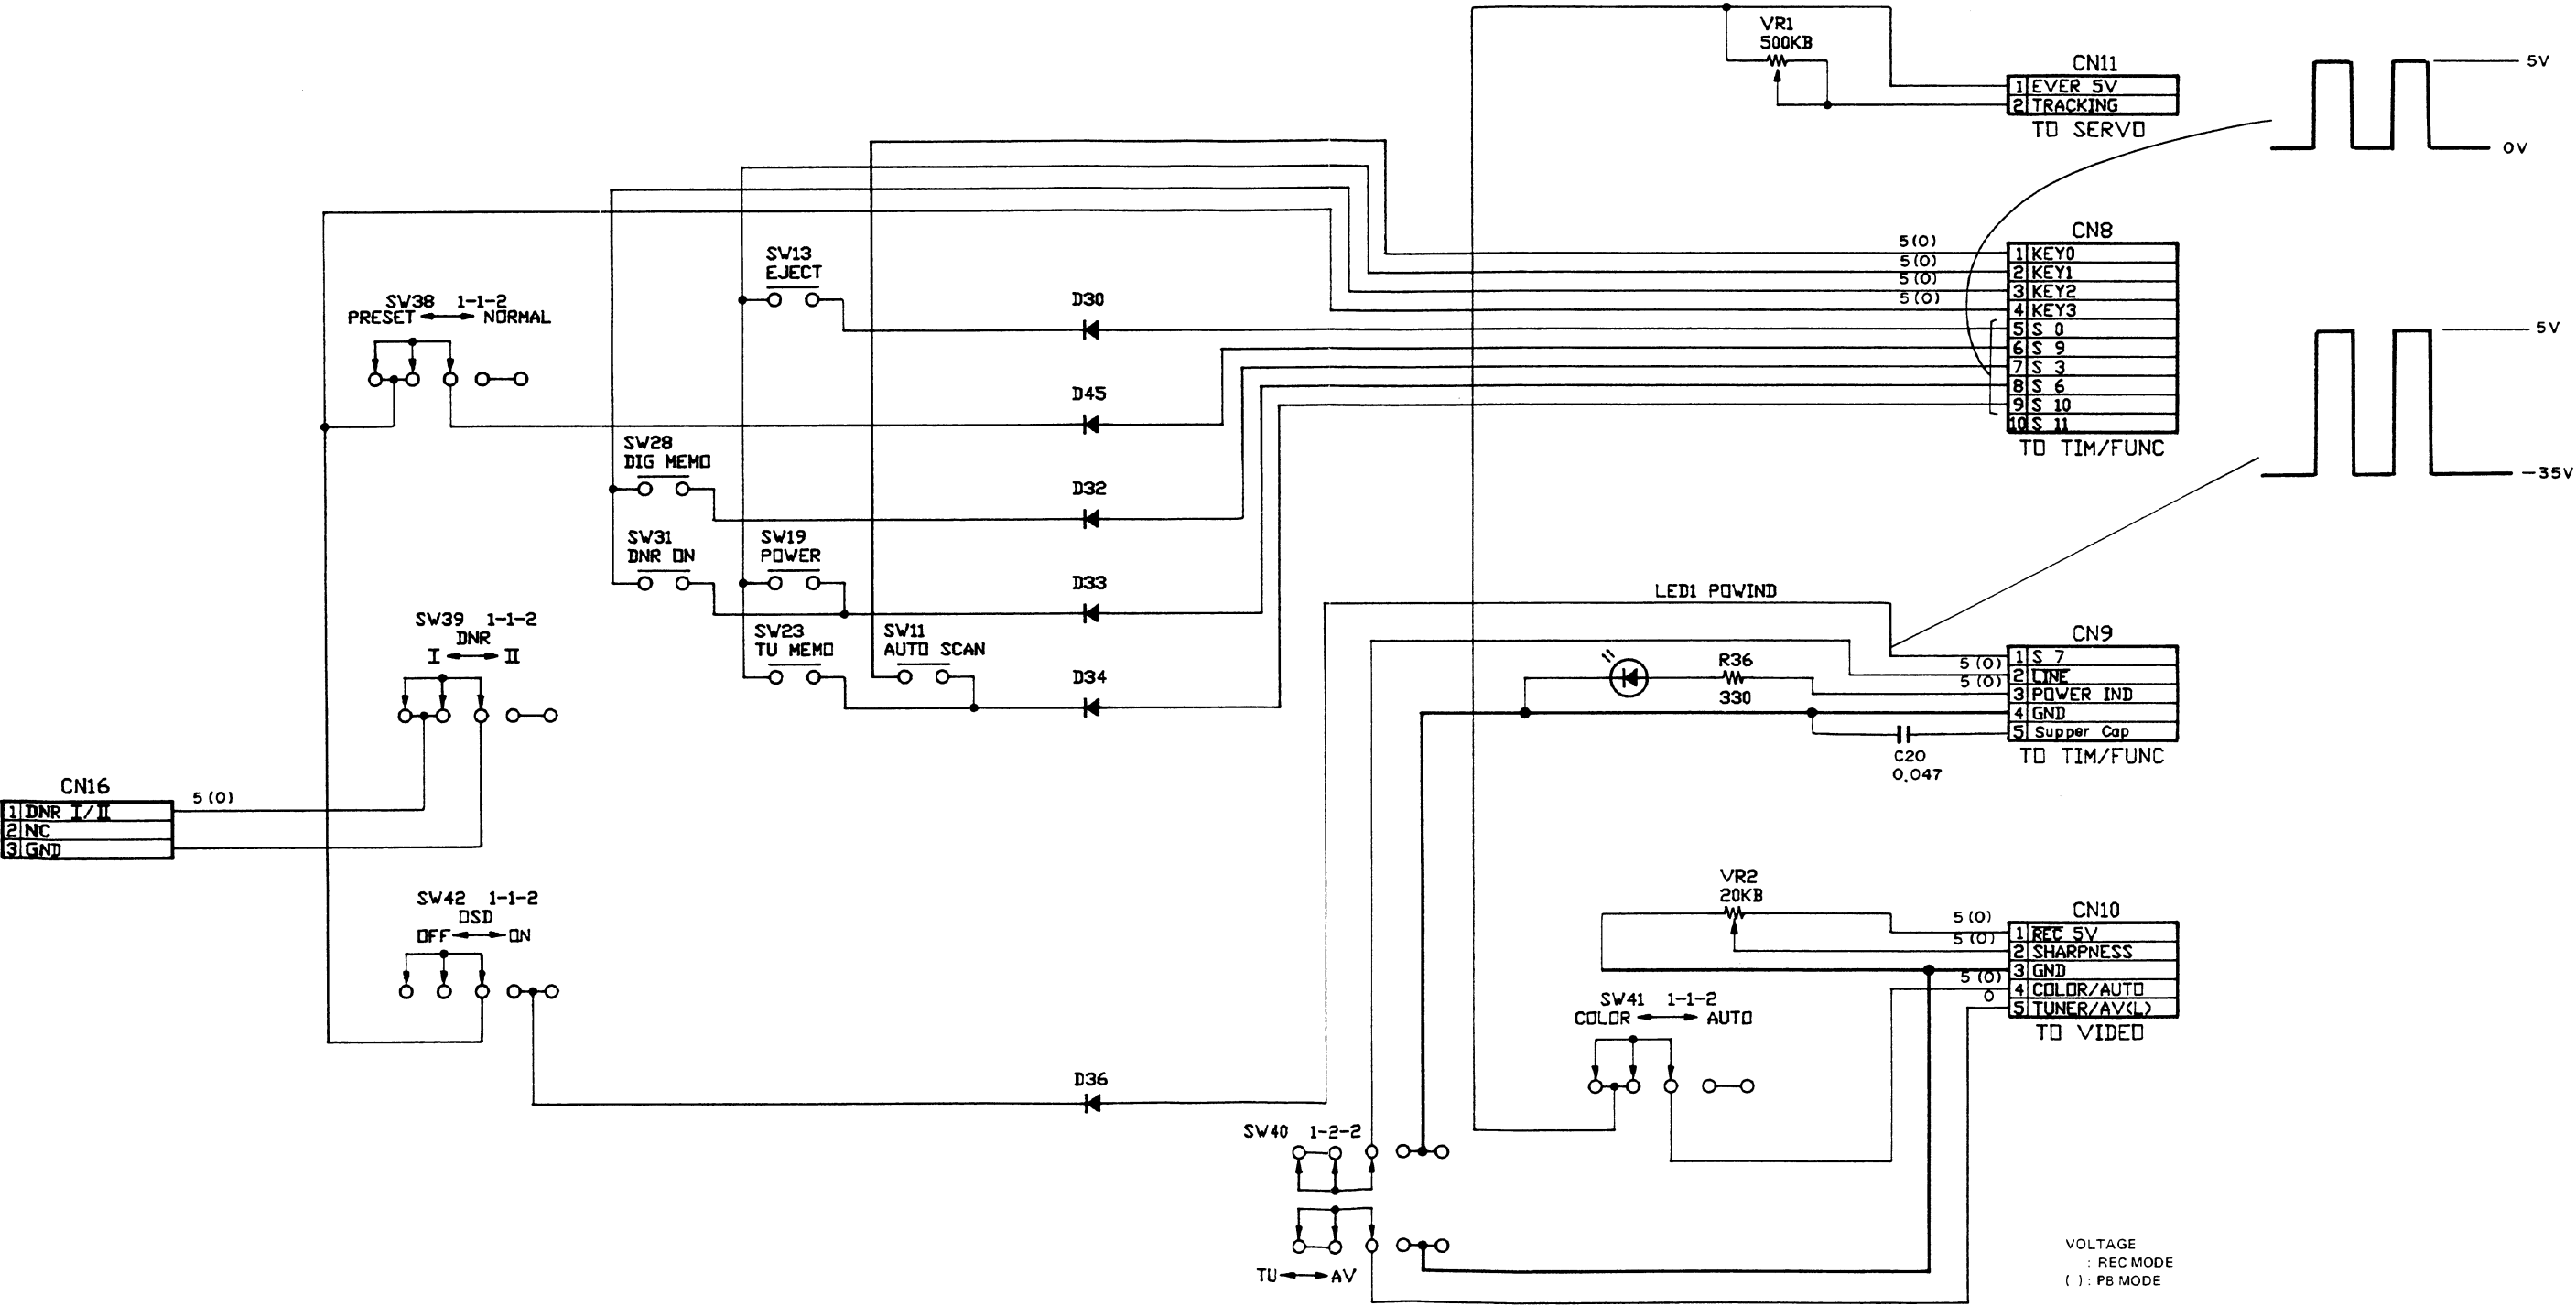 VR1
500KB
CN11
1 EVER 5V
2 TRACKING
TO SERVO
5V
0V
CN8
5(0)
5(0)
5(0)
5(0)
1 KEY0
2 KEY1
3 KEY2
4 KEY3
5 S 0
6 S 9
7 S 3
8 S 6
9 S 10
10 S 11
TO TIM/FUNC
5V
-35V
SW13
EJECT
D30
SW38 1-1-2
PRESET NORMAL
D45
SW28
DIG MEMO
D32
SW31
DNR ON
SW19
POWER
D33
SW23
TU MEMO
SW11
AUTO SCAN
D34
SW39 1-1-2
DNR
I II
LED1 POWIND
R36
330
CN9
5(0)
5(0)
1 S 7
2 LINE
3 POWER IND
4 GND
5 Supper Cap
TO TIM/FUNC
C20
0.047
CN16
5(0)
1 DNR I/II
2 NC
3 GND
SW42 1-1-2
OSD
OFF ON
D36
VR2
20KB
CN10
5(0)
5(0)
5(0)
0
1 REC 5V
2 SHARPNESS
3 GND
4 COLOR/AUTO
5 TUNER/AV(L)
TO VIDEO
SW41 1-1-2
COLOR AUTO
SW40 1-2-2
TU AV
VOLTAGE
: REC MODE
( ) : PB MODE